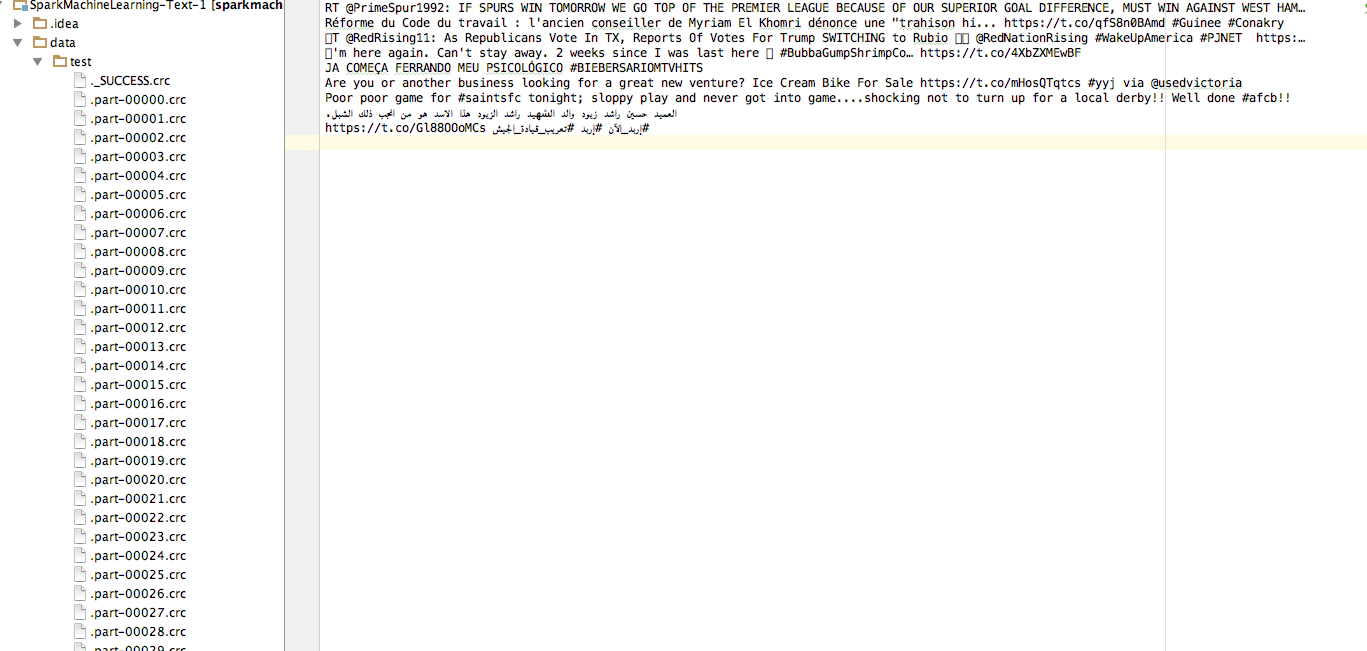 SparkMachineLearning-Text-1 [sparkmach
.idea
data
test
._SUCCESS.crc
.part-00000.crc
.part-00001.crc
.part-00002.crc
.part-00003.crc
.part-00004.crc
.part-00005.crc
.part-00006.crc
.part-00007.crc
.part-00008.crc
.part-00009.crc
.part-00010.crc
.part-00011.crc
.part-00012.crc
.part-00013.crc
.part-00014.crc
.part-00015.crc
.part-00016.crc
.part-00017.crc
.part-00018.crc
.part-00019.crc
.part-00020.crc
.part-00021.crc
.part-00022.crc
.part-00023.crc
.part-00024.crc
.part-00025.crc
.part-00026.crc
.part-00027.crc
.part-00028.crc
.part-00029.crc
RT @PrimeSpur1992: IF SPURS WIN TOMORROW WE GO TOP OF THE PREMIER LEAGUE BECAUSE OF OUR SUPERIOR GOAL DIFFERENCE, MUST WIN AGAINST WEST HAM…
Réforme du Code du travail : l'ancien conseiller de Myriam El Khomri dénonce une "trahison hi... https://t.co/qfS8n0BAmd #Guinee #Conakry
T @RedRising11: As Republicans Vote In TX, Reports Of Votes For Trump SWITCHING to Rubio @RedNationRising #WakeUpAmerica #PJNET https:…
'm here again. Can't stay away. 2 weeks since I was last here #BubbaGumpShrimpCo… https://t.co/4XbZXMEwBF
JA COMEÇA FERRANDO MEU PSICOLÓGICO #BIEBERSARIOMTVHITS
Are you or another business looking for a great new venture? Ice Cream Bike For Sale https://t.co/mHosQTqtcs #yyj via @usedvictoria
Poor poor game for #saintsfc tonight; sloppy play and never got into game....shocking not to turn up for a local derby!! Well done #afcb!!
العميد حسين راشد زيود والد الشهيد راشد الزيود هذا الاسد هو من انجب ذلك الشبل.
#إربد_الآن #إربد #تعريب_قيادة_الجيش https://t.co/Gl88OOoMCs